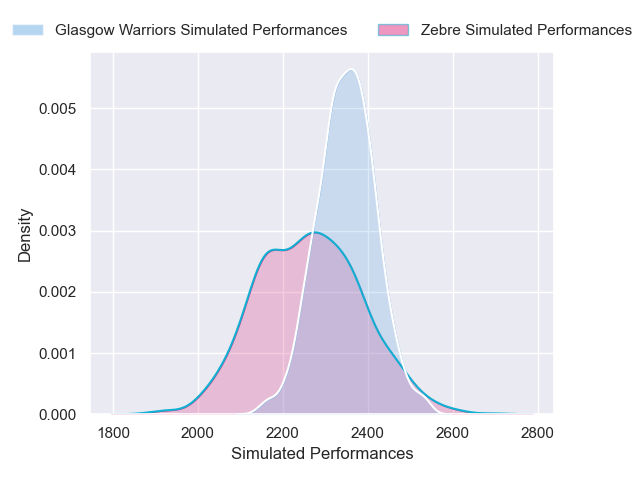 Glasgow Warriors Simulated Performances Zebre Simulated Performances
0.005
0.004
0.003
0.002
0.001
0.000
Density
1800 2000 2200 2400 2600 2800
Simulated Performances